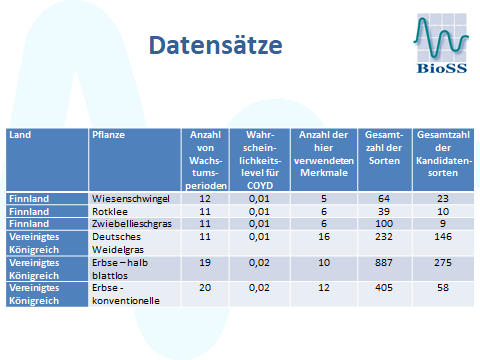 Datensätze
BioSS
Land
Pflanze
Anzahl
von
Wachs-
tums-
perioden
Wahr-
schein-
lichkeits-
level für
COYD
Anzahl der
hier
verwendeten
Merkmale
Gesamt-
zahl der
Sorten
Gesamtzahl
der
Kandidaten-
sorten
Finnland Wiesenschwingel 12 0,01 5 64 23
Finnland Rotklee 11 0,01 6 39 10
Finnland Zwiebellieschgras 11 0,01 6 100 9
Vereinigtes Deutsches 11 0,01 16 232 146
Königreich Weidelgras
Vereinigtes Erbse – halb 19 0,02 10 887 275
Königreich blattlos
Vereinigtes Erbse - 20 0,02 12 405 58
Königreich konventionelle